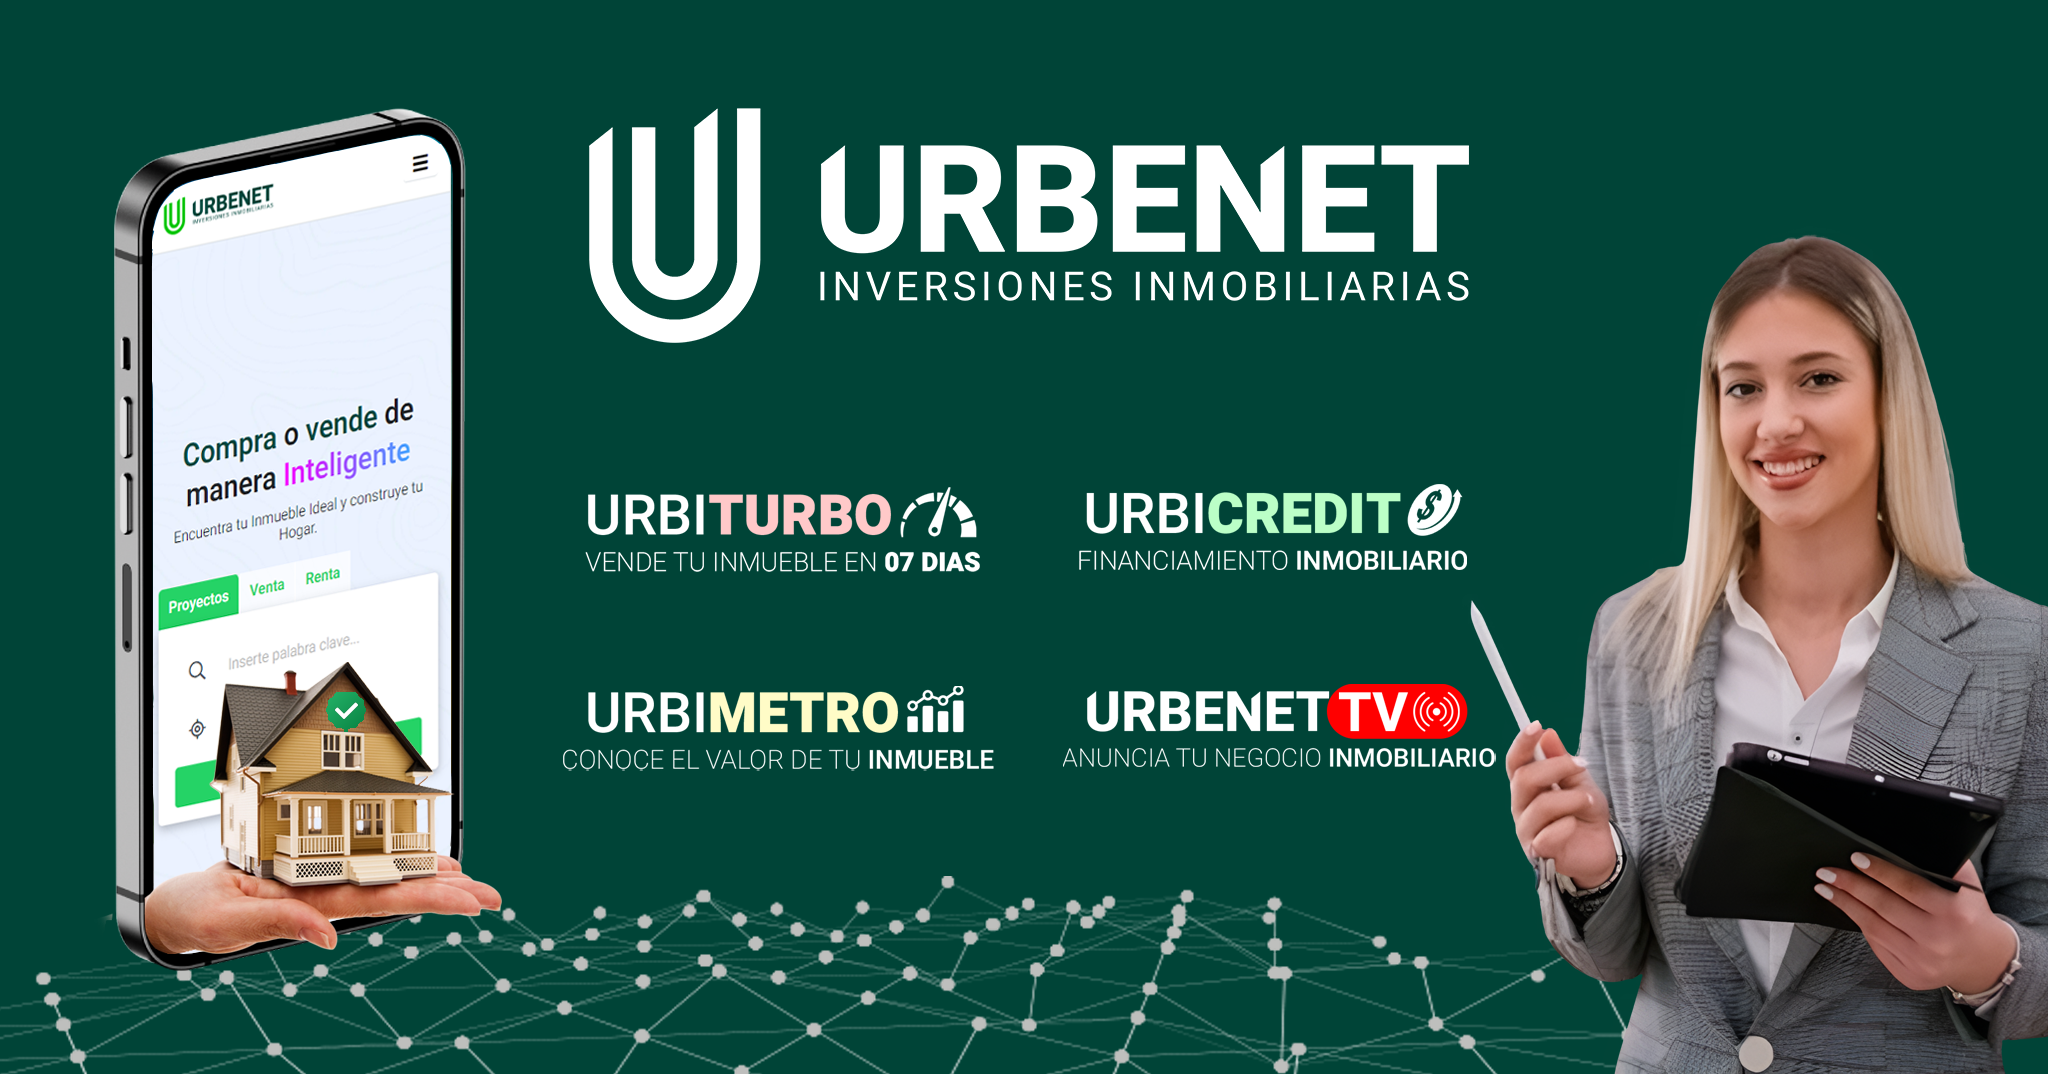 URBENET
INVERSIONES INMOBILIARIAS
URBENET
INVERSIONES INMOBILIARIAS
Compra o vende de
manera Inteligente
Encuentra tu Inmueble Ideal y construye tu
Hogar.
Proyectos Venta Renta
Inserte palabra clave...
URBITURBO
VENDE TU INMUEBLE EN 07 DIAS
URBICREDIT
FINANCIAMIENTO INMOBILIARIO
URBIMETRO
CONOCE EL VALOR DE TU INMUEBLE
URBENET TV
ANUNCIA TU NEGOCIO INMOBILIARIO